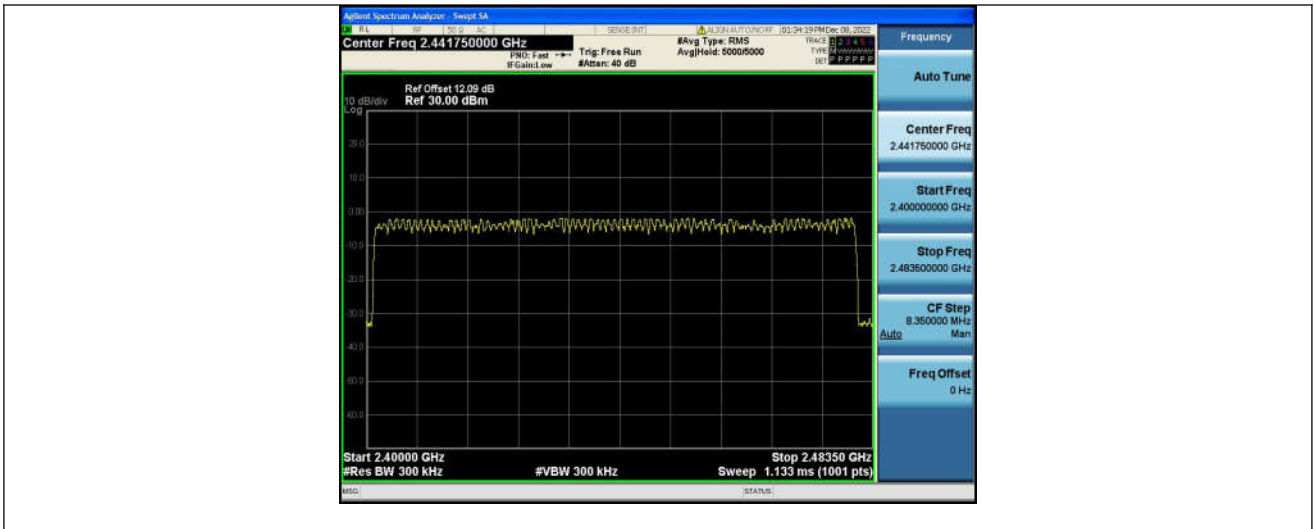 Agilent Spectrum Analyzer - Swept SA
RL RF 50 Ω AC SENSE:INT ALIGN AUTO/NO RF 01:34:19 PM Dec 08, 2022
Center Freq 2.441750000 GHz #Avg Type: RMS TRACE 1 2 3 4 5 6
PNO: Fast Trig: Free Run Avg|Hold: 5000/5000 TYPE M
IFGain:Low #Atten: 40 dB DET P P P P P P
Ref Offset 12.09 dB
10 dB/div Ref 30.00 dBm
Log
20.0
10.0
0.00
-10.0
-20.0
-30.0
-40.0
-50.0
-60.0
Start 2.40000 GHz Stop 2.48350 GHz
#Res BW 300 kHz #VBW 300 kHz Sweep 1.133 ms (1001 pts)
MSG STATUS
Frequency
Auto Tune
Center Freq
2.441750000 GHz
Start Freq
2.400000000 GHz
Stop Freq
2.483500000 GHz
CF Step
8.350000 MHz
Auto Man
Freq Offset
0 Hz